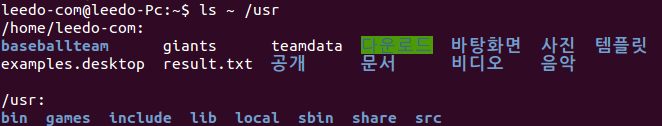 leedo-com@leedo-Pc:~$ ls ~ /usr
/home/leedo-com:
baseballteam giants teamdata 다운로드 바탕화면 사진 템플릿
examples.desktop result.txt 공개 문서 비디오 음악
/usr:
bin games include lib local sbin share src